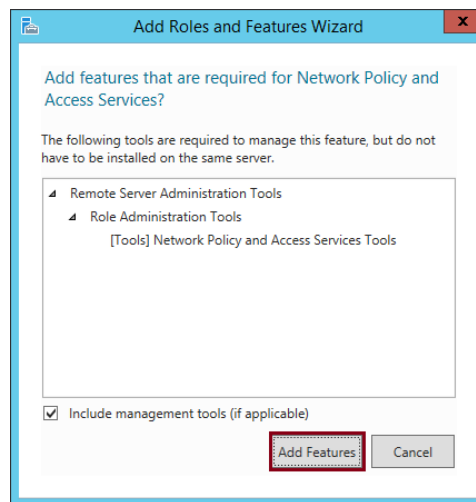 Add Roles and Features Wizard
x
Add features that are required for Network Policy and
Access Services?
The following tools are required to manage this feature, but do not
have to be installed on the same server.
Remote Server Administration Tools
Role Administration Tools
[Tools] Network Policy and Access Services Tools
Include management tools (if applicable)
Add Features
Cancel